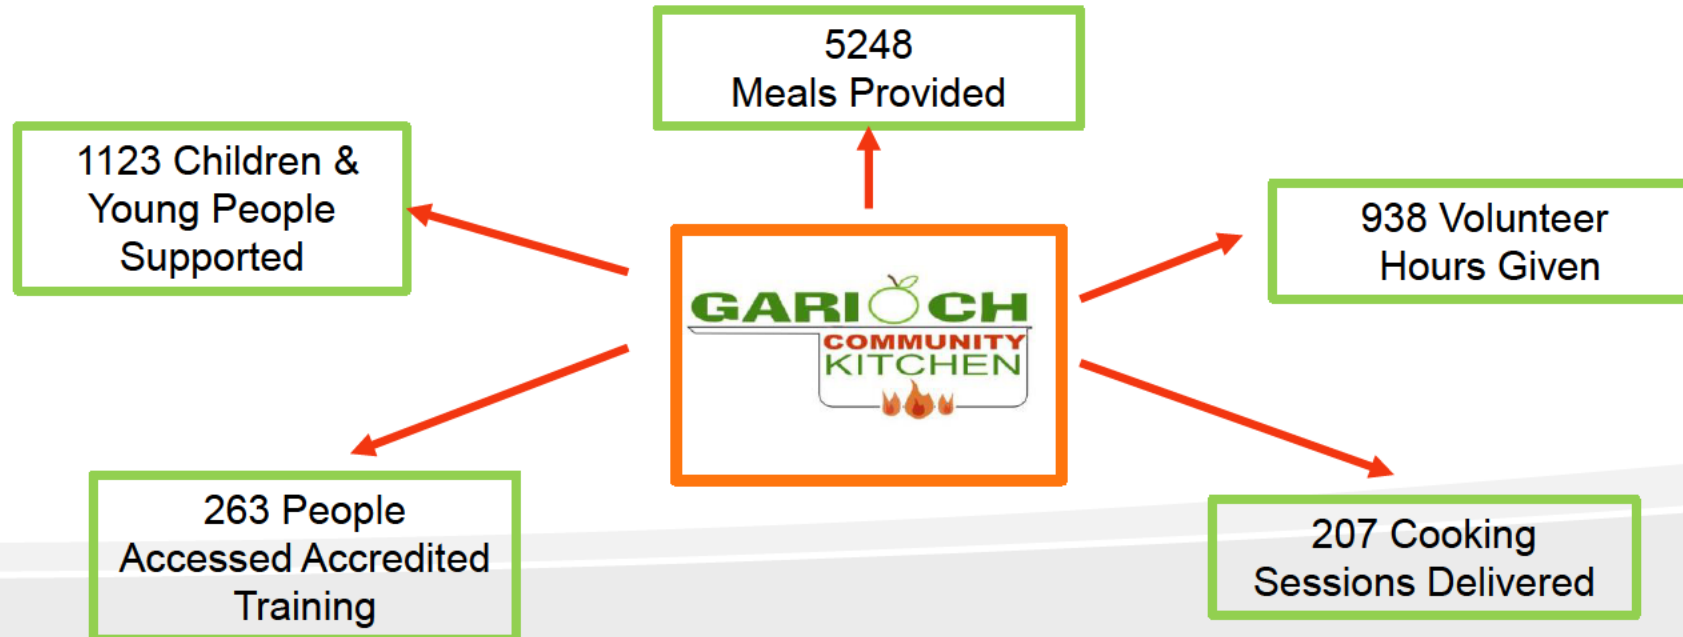 5248
Meals Provided
1123 Children &
Young People
Supported
938 Volunteer
Hours Given
GARIOCH
COMMUNITY
KITCHEN
263 People
Accessed Accredited
Training
207 Cooking
Sessions Delivered